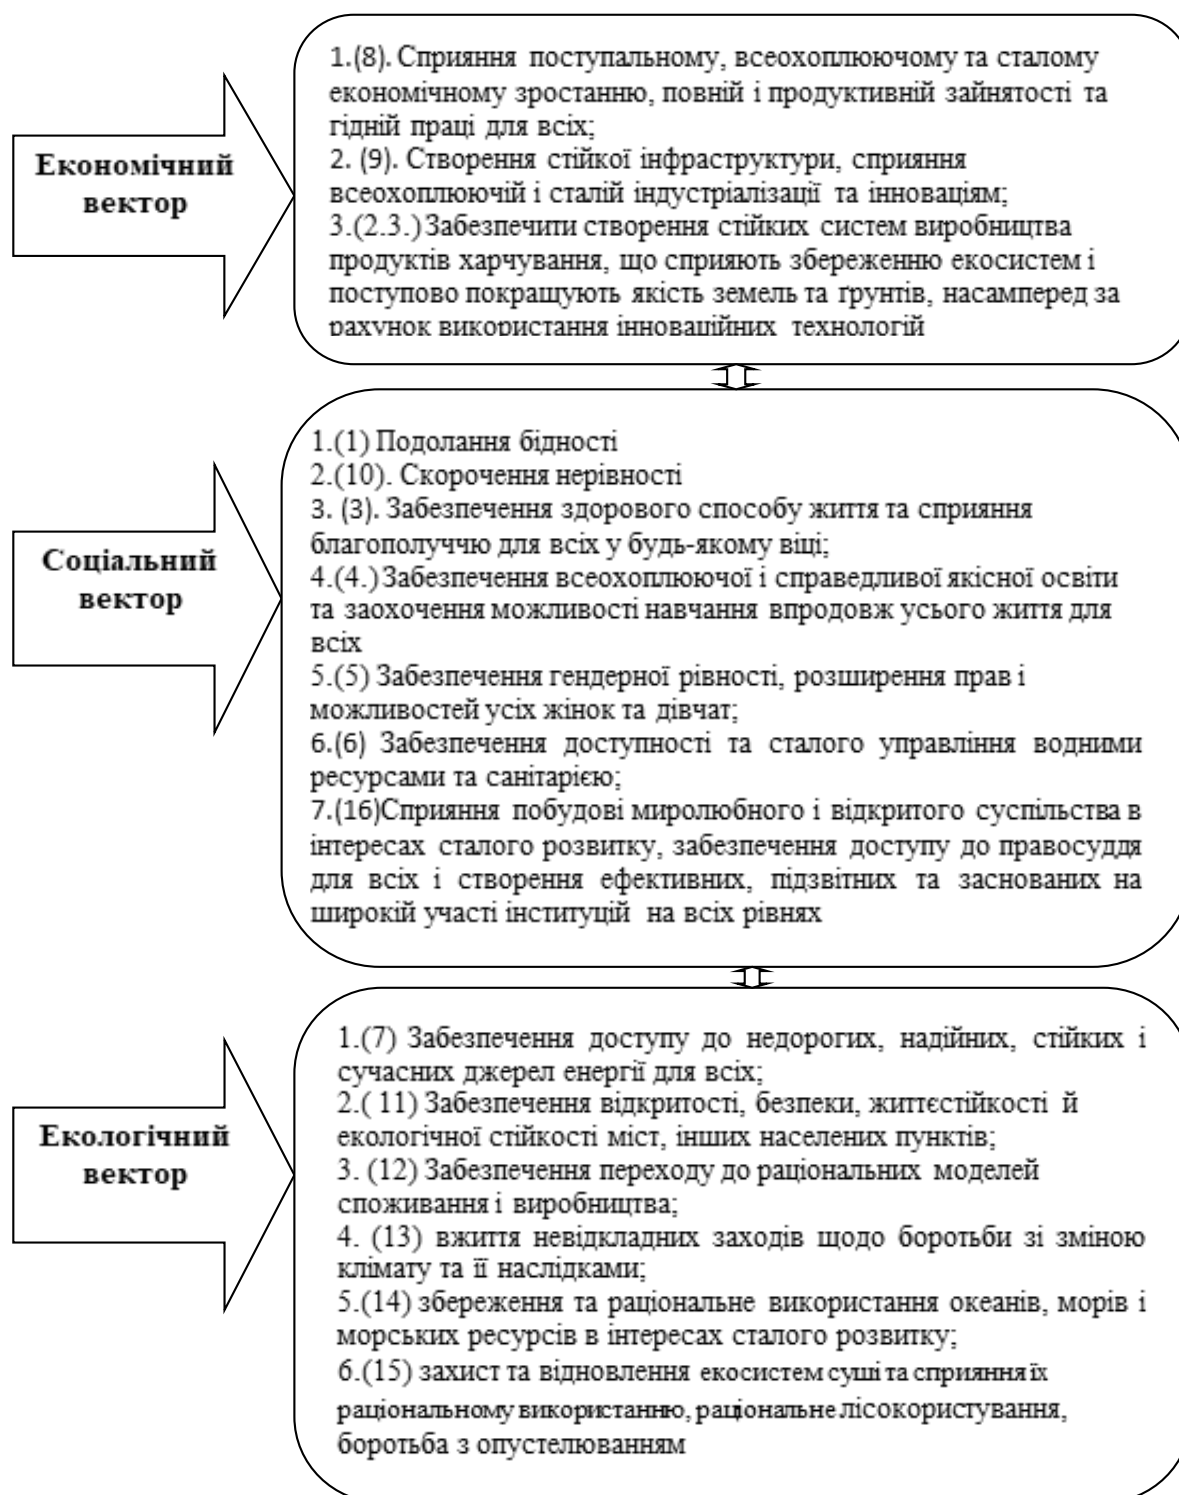 Економічний
вектор
1.(8). Сприяння поступальному, всеохоплюючому та сталому
економічному зростанню, повній і продуктивній зайнятості та
гідній праці для всіх;
2. (9). Створення стійкої інфраструктури, сприяння
всеохоплюючій і сталій індустріалізації та інноваціям;
3.(2.3.) Забезпечити створення стійких систем виробництва
продуктів харчування, що сприяють збереженню екосистем і
поступово покращують якість земель та ґрунтів, насамперед за
рахунок використання інноваційних технологій
Соціальний
вектор
1.(1) Подолання бідності
2.(10). Скорочення нерівності
3. (3). Забезпечення здорового способу життя та сприяння
благополуччю для всіх у будь-якому віці;
4.(4.) Забезпечення всеохоплюючої і справедливої якісної освіти
та заохочення можливості навчання впродовж усього життя для
всіх
5.(5) Забезпечення гендерної рівності, розширення прав і
можливостей усіх жінок та дівчат;
6.(6) Забезпечення доступності та сталого управління водними
ресурсами та санітарією;
7.(16)Сприяння побудові миролюбного і відкритого суспільства в
інтересах сталого розвитку, забезпечення доступу до правосуддя
для всіх і створення ефективних, підзвітних та заснованих на
широкій участі інституцій на всіх рівнях
Екологічний
вектор
1.(7) Забезпечення доступу до недорогих, надійних, стійких і
сучасних джерел енергії для всіх;
2.( 11) Забезпечення відкритості, безпеки, життєстійкості й
екологічної стійкості міст, інших населених пунктів;
3. (12) Забезпечення переходу до раціональних моделей
споживання і виробництва;
4. (13) вжиття невідкладних заходів щодо боротьби зі зміною
клімату та її наслідками;
5.(14) збереження та раціональне використання океанів, морів і
морських ресурсів в інтересах сталого розвитку;
6.(15) захист та відновлення екосистем суші та сприяння їх
раціональному використанню, раціональне лісокористування,
боротьба з опустелюванням